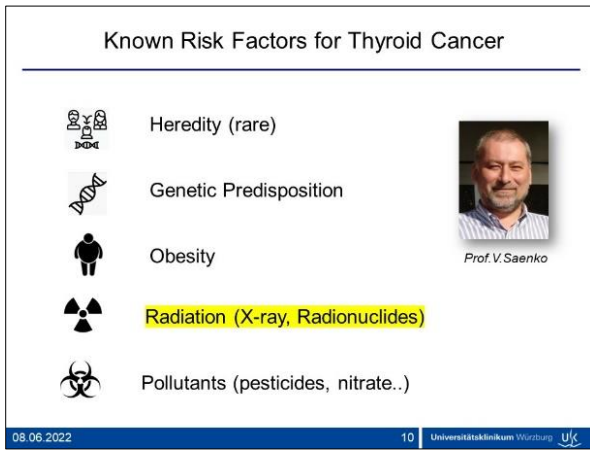 Known Risk Factors for Thyroid Cancer
Heredity (rare)
Genetic Predisposition
Obesity
Prof.V.Saenko
Radiation (X-ray, Radionuclides)
Pollutants (pesticides, nitrate..)
08.06.2022
10
Universitätsklinikum Würzburg
UK